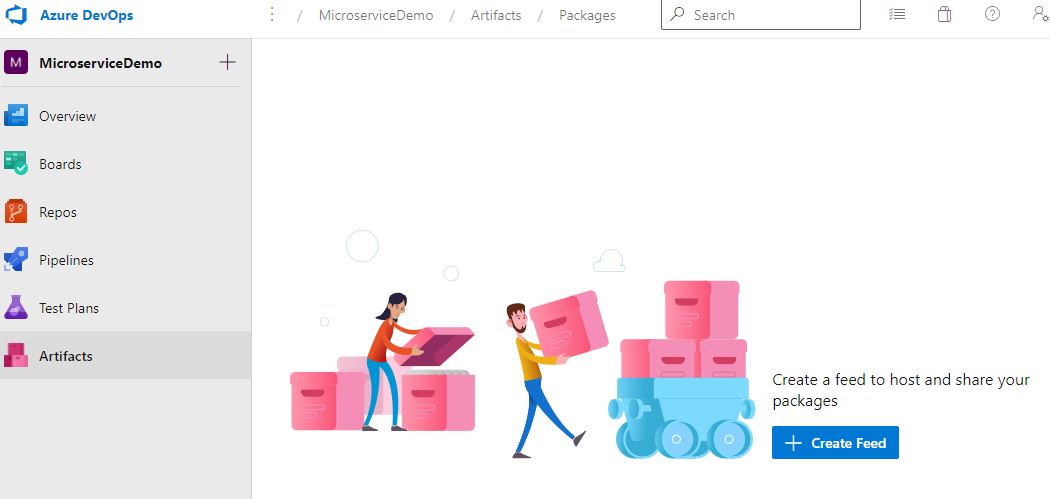 Azure DevOps
/ MicroserviceDemo / Artifacts / Packages
Search
M MicroserviceDemo
Overview
Boards
Repos
Pipelines
Test Plans
Artifacts
Create a feed to host and share your
packages
Create Feed